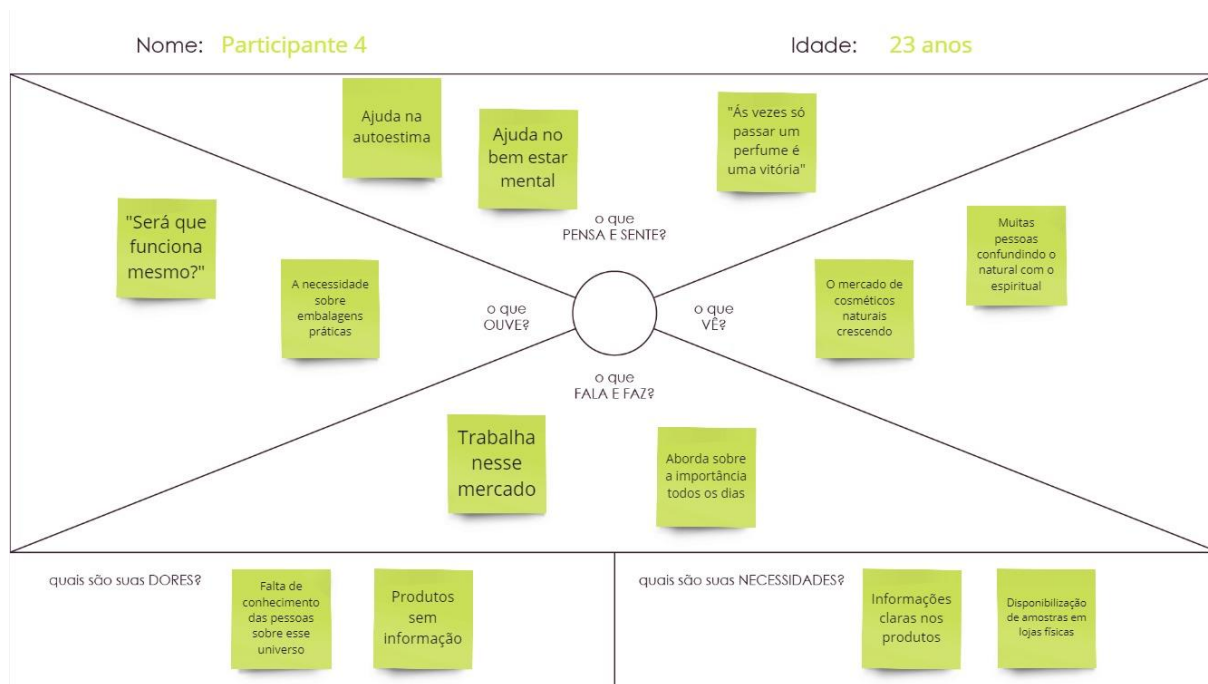 Nome: Participante 4
Idade: 23 anos
Ajuda na
autoestima
Ajuda no
bem estar
mental
"Ás vezes só
passar um
perfume é
uma vitória"
o que
PENSA E SENTE?
"Será que
funciona
mesmo?"
A necessidade
sobre
embalagens
práticas
o que
OUVE?
o que
VÊ?
O mercado de
cosméticos
naturais
crescendo
Muitas
pessoas
confundindo o
natural com o
espiritual
o que
FALA E FAZ?
Trabalha
nesse
mercado
Aborda sobre
a importância
todos os dias
quais são suas DORES?
Falta de
conhecimento
das pessoas
sobre esse
universo
Produtos
sem
informação
quais são suas NECESSIDADES?
Informações
claras nos
produtos
Disponibilização
de amostras em
lojas físicas